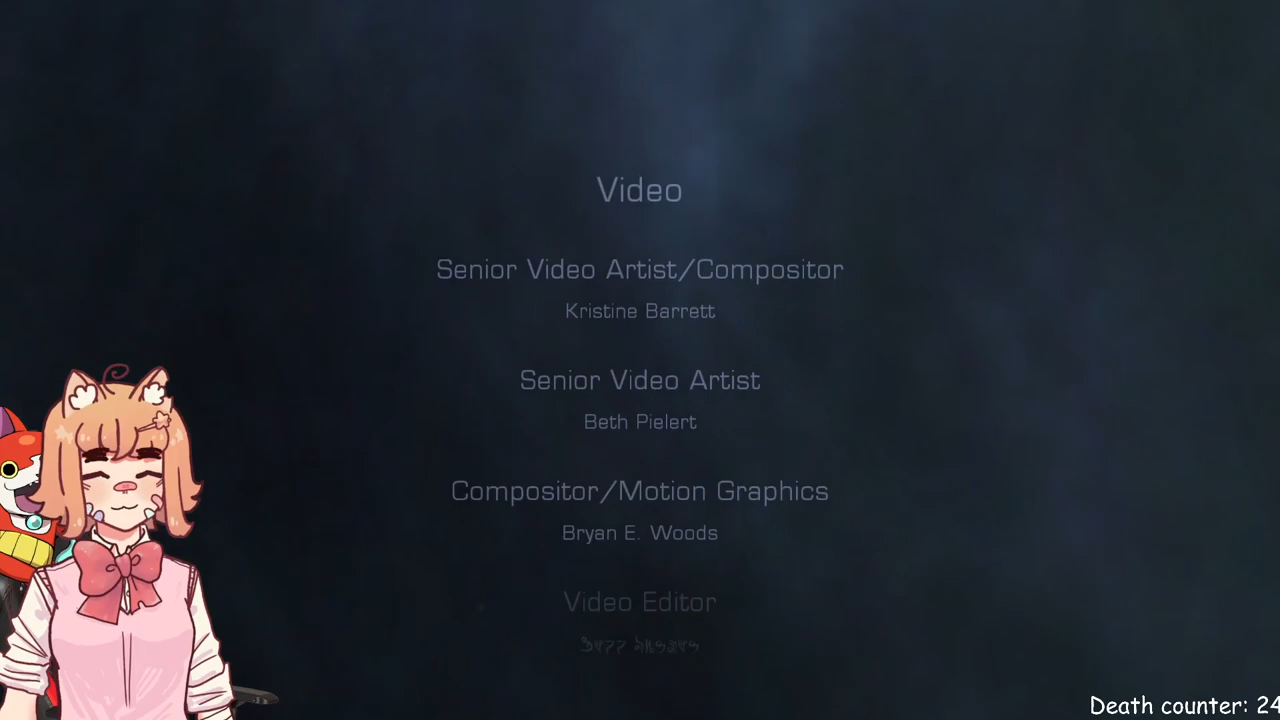 Video
Senior Video Artist/Compositor
Kristine Barrett
Senior Video Artist
Beth Pielert
Compositor/Motion Graphics
Bryan E. Woods
Video Editor
Death counter: 24